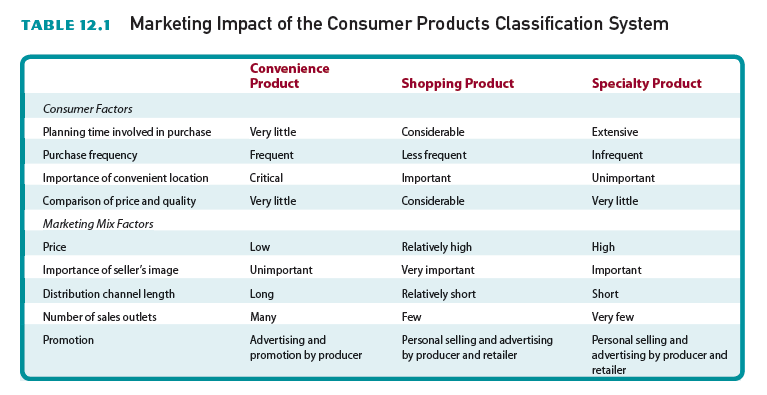 TABLE 12.1 Marketing Impact of the Consumer Products Classification System
Convenience
Product Shopping Product Specialty Product
Consumer Factors
Planning time involved in purchase Very little Considerable Extensive
Purchase frequency Frequent Less frequent Infrequent
Importance of convenient location Critical Important Unimportant
Comparison of price and quality Very little Considerable Very little
Marketing Mix Factors
Price Low Relatively high High
Importance of seller's image Unimportant Very important Important
Distribution channel length Long Relatively short Short
Number of sales outlets Many Few Very few
Promotion Advertising and Personal selling and advertising Personal selling and
promotion by producer by producer and retailer advertising by producer and
retailer